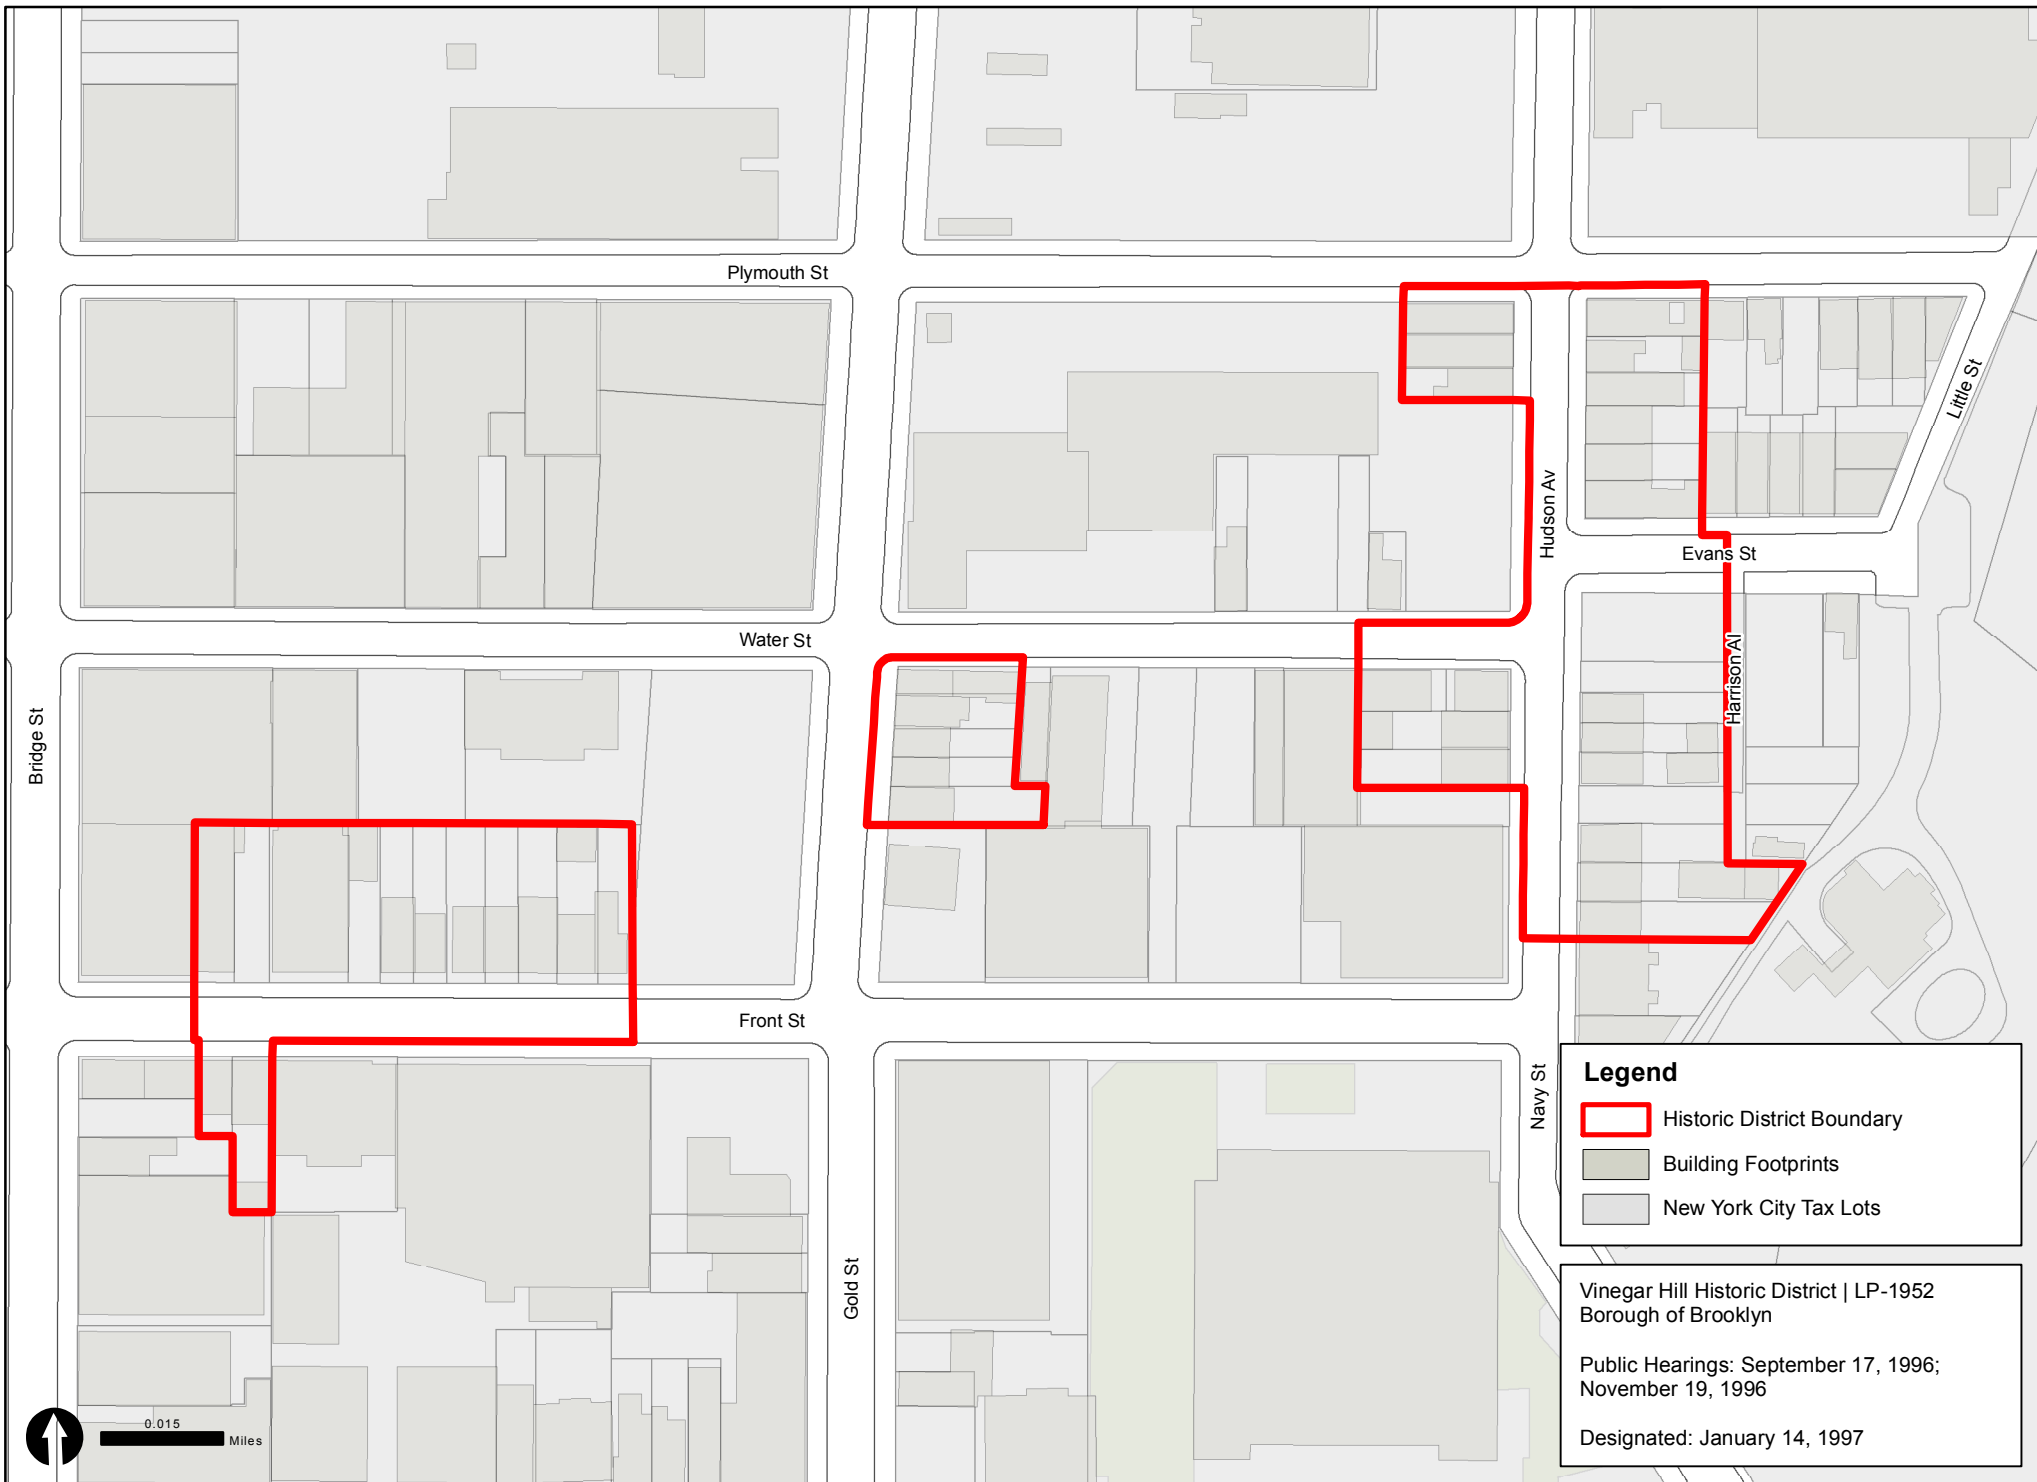 Plymouth St
Little St
Hudson Av
Evans St
Water St
Harrison Al
Bridge St
Front St
Navy St
Gold St
Legend
Historic District Boundary
Building Footprints
New York City Tax Lots
Vinegar Hill Historic District | LP-1952
Borough of Brooklyn
Public Hearings: September 17, 1996;
November 19, 1996
Designated: January 14, 1997
0.015
Miles